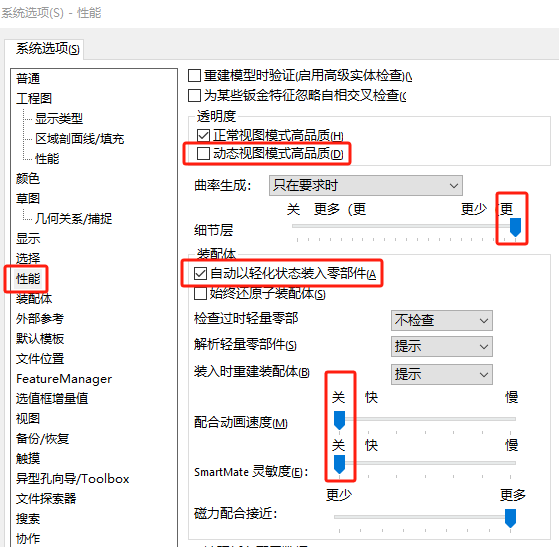 系统选项(S) - 性能
系统选项(S)
普通
工程图
显示类型
区域剖面线/填充
性能
颜色
草图
几何关系/捕捉
显示
选择
性能
装配体
外部参考
默认模板
文件位置
FeatureManager
选值框增量值
视图
备份/恢复
触摸
异型孔向导/Toolbox
文件探索器
搜索
协作
重建模型时验证(启用高级实体检查)(
为某些钣金特征忽略自相交叉检查(
透明度
正常视图模式高品质(H)
动态视图模式高品质(D)
曲率生成: 只在要求时
关 更多（更 更少（更
细节层
装配体
自动以轻化状态装入零部件(A
始终还原子装配体(S)
检查过时轻量零部 不检查
解析轻量零部件(S) 提示
装入时重建装配体(B) 提示
关 快 慢
配合动画速度(M)
关 快 慢
SmartMate 灵敏度(E):
更少 更多
磁力配合接近: